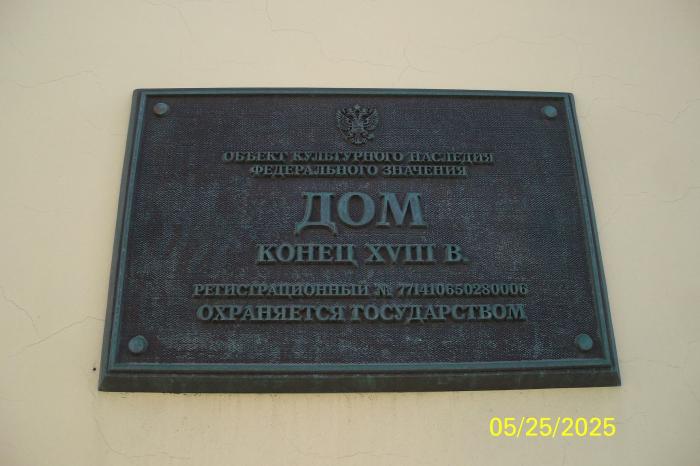 ОБЪЕКТ КУЛЬТУРНОГО НАСЛЕДИЯ
ФЕДЕРАЛЬНОГО ЗНАЧЕНИЯ
ДОМ
КОНЕЦ XVIII В.
РЕГИСТРАЦИОННЫЙ № 771410650280006
ОХРАНЯЕТСЯ ГОСУДАРСТВОМ
05/25/2025